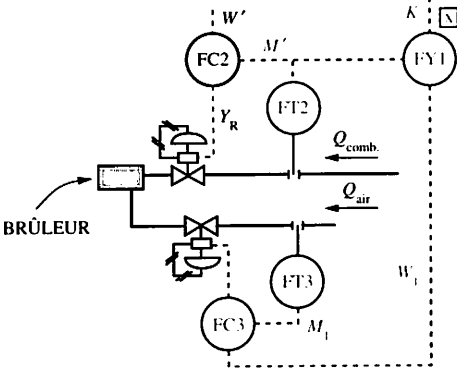 W′
K
FC2
M′
FY1
FT2
Y_R
Q_comb.
Q_air
BRÛLEUR
FT3
W_1
FC3
M_1